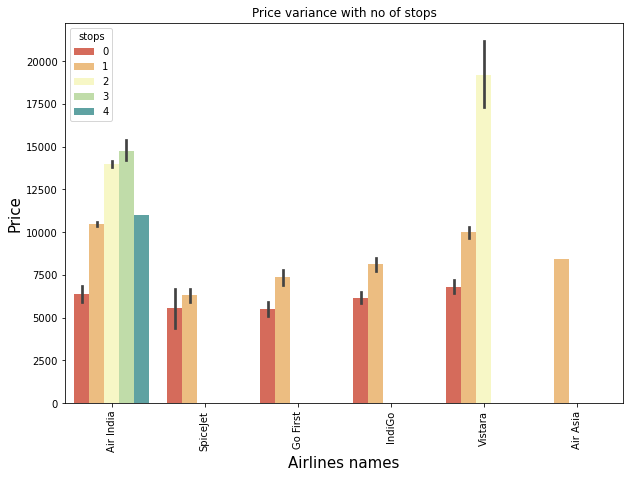 Price variance with no of stops
stops
0
1
2
3
4
Price
20000
17500
15000
12500
10000
7500
5000
2500
0
Air India
SpiceJet
Go First
IndiGo
Vistara
Air Asia
Airlines names